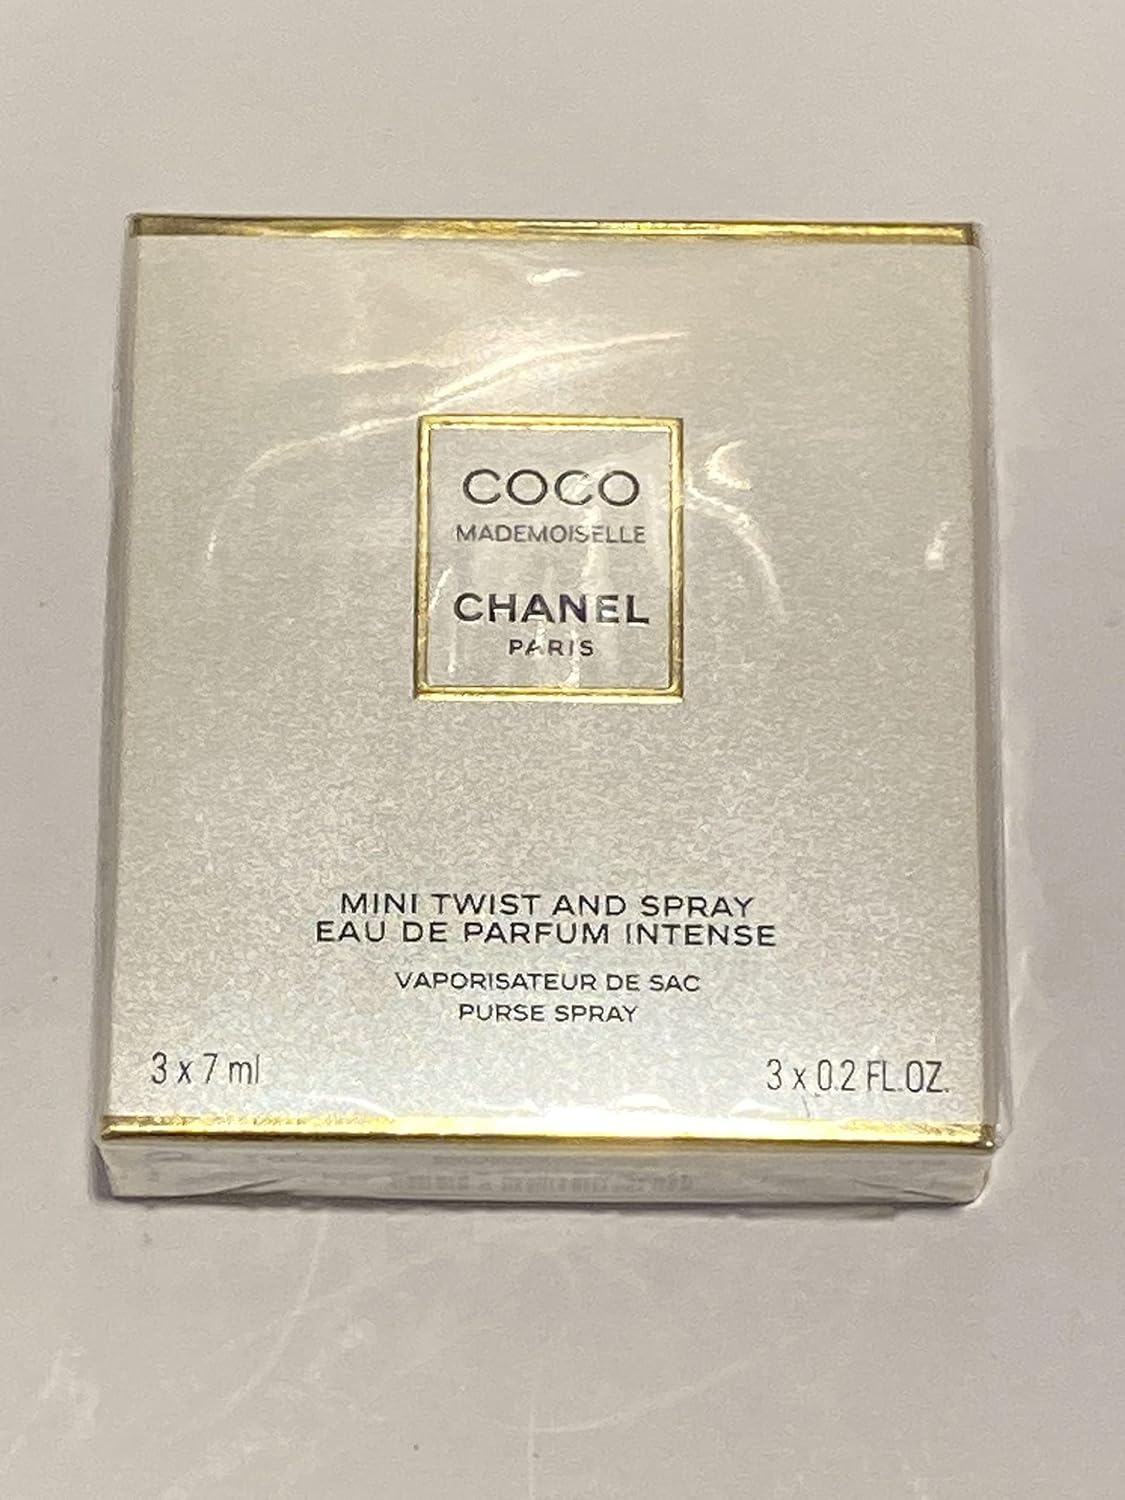 COCO
MADEMOISELLE
CHANEL
PARIS
MINI TWIST AND SPRAY
EAU DE PARFUM INTENSE
VAPORISATEUR DE SAC
PURSE SPRAY
3 x 7 ml
3 x 0.2 FL.OZ.